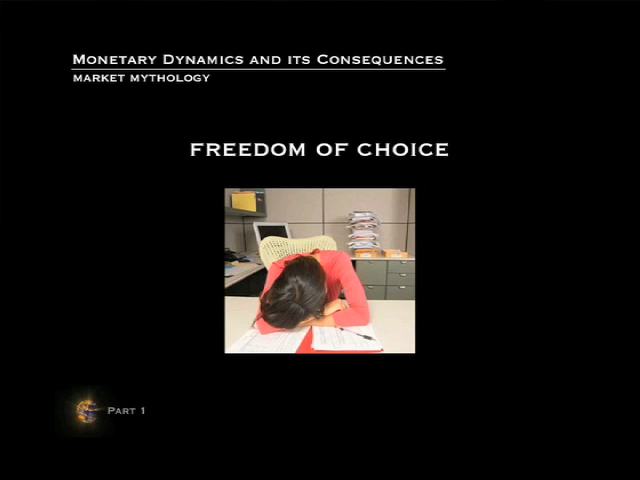 Monetary Dynamics and its Consequences
market mythology
FREEDOM OF CHOICE
Part 1